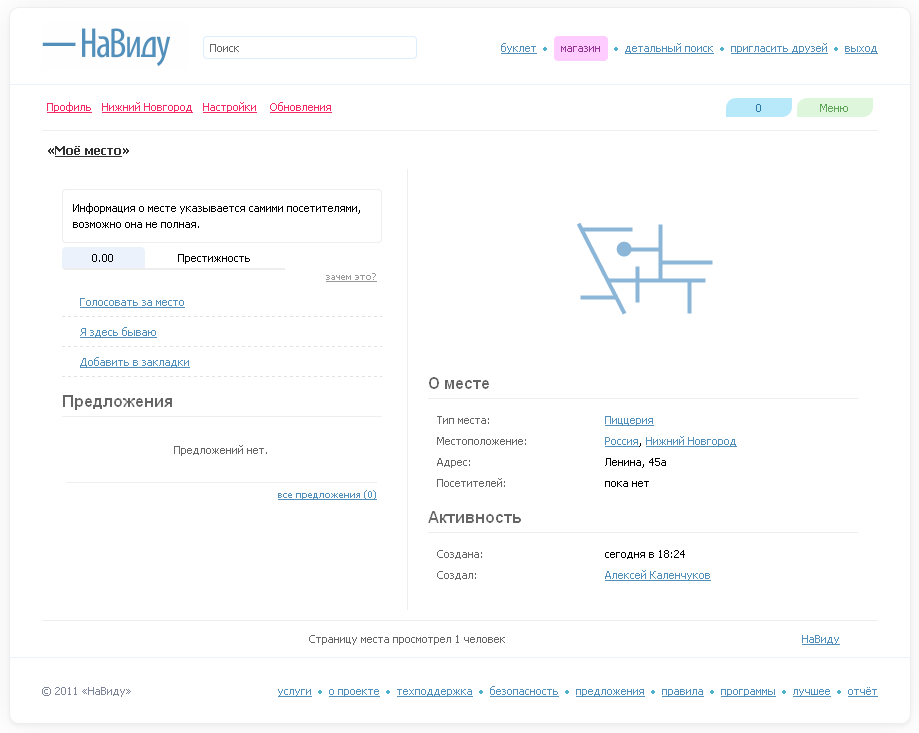 НаВиду
Поиск
буклет • магазин • детальный поиск • пригласить друзей • выход
Профиль Нижний Новгород Настройки Обновления
0 Меню
«Моё место»
Информация о месте указывается самими посетителями,
возможно она не полная.
0.00 Престижность
зачем это?
Голосовать за место
Я здесь бываю
Добавить в закладки
Предложения
Предложений нет.
все предложения (0)
О месте
Тип места: Пиццерия
Местоположение: Россия, Нижний Новгород
Адрес: Ленина, 45а
Посетителей: пока нет
Активность
Создана: сегодня в 18:24
Создал: Алексей Каленчуков
Страницу места просмотрел 1 человек
НаВиду
© 2011 «НаВиду»
услуги • о проекте • техподдержка • безопасность • предложения • правила • программы • лучшее • отчёт